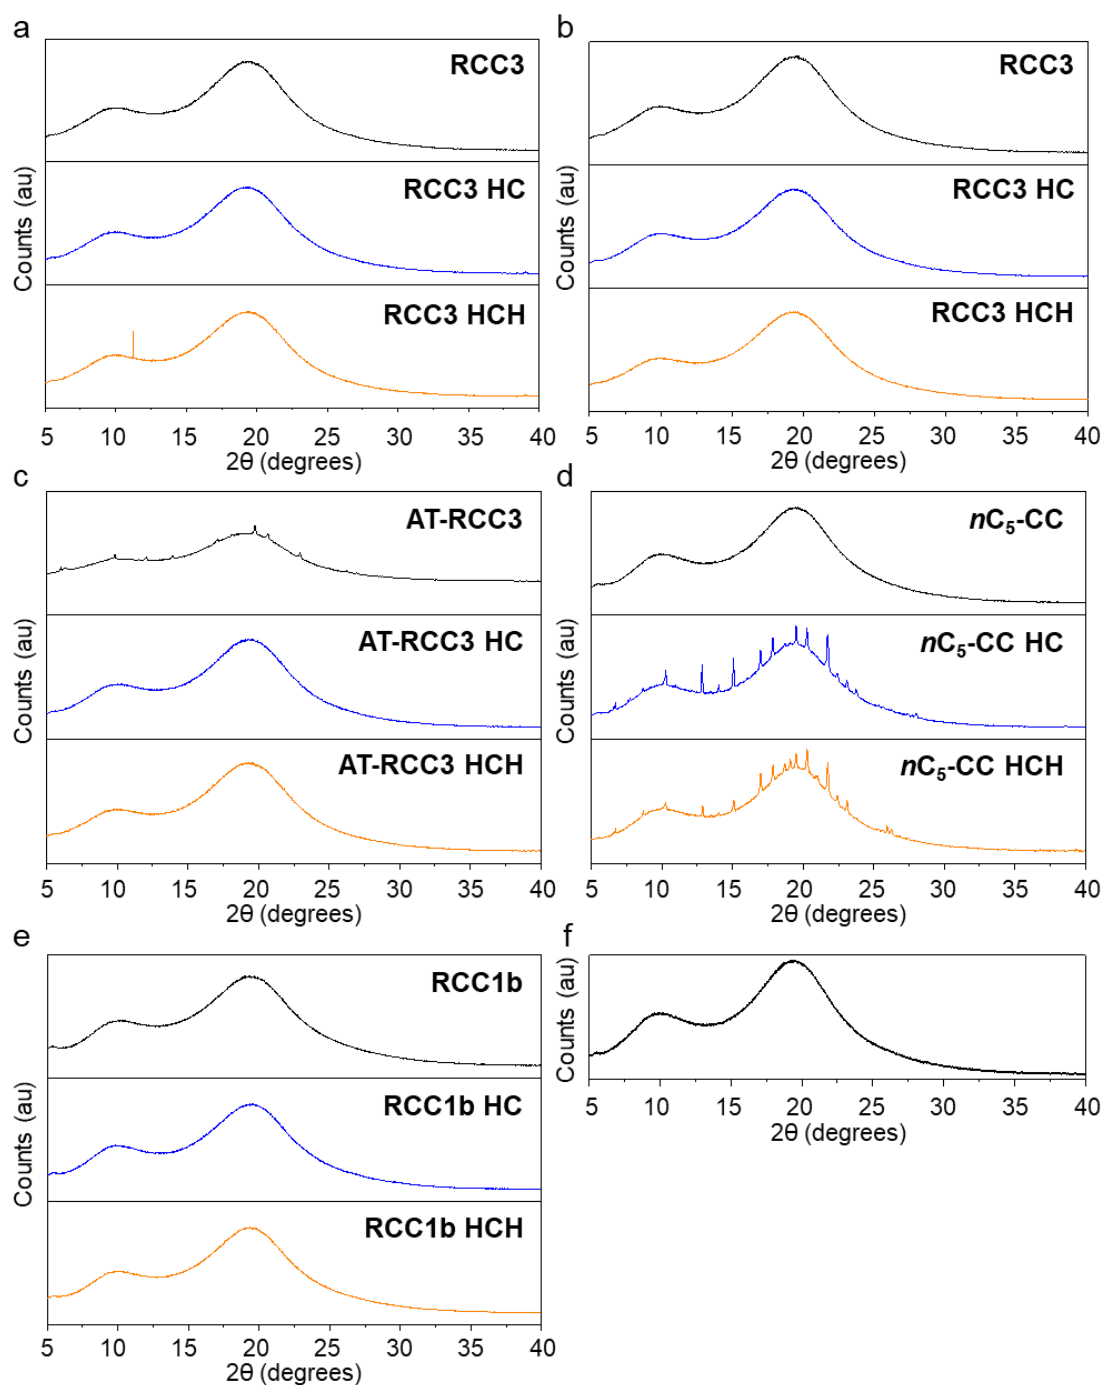 a
RCC3
RCC3 HC
RCC3 HCH
Counts (au)
5 10 15 20 25 30 35 40
2θ (degrees)
b
RCC3
RCC3 HC
RCC3 HCH
Counts (au)
5 10 15 20 25 30 35 40
2θ (degrees)
c
AT-RCC3
AT-RCC3 HC
AT-RCC3 HCH
Counts (au)
5 10 15 20 25 30 35 40
2θ (degrees)
d
nC₅-CC
nC₅-CC HC
nC₅-CC HCH
Counts (au)
5 10 15 20 25 30 35 40
2θ (degrees)
e
RCC1b
RCC1b HC
RCC1b HCH
Counts (au)
5 10 15 20 25 30 35 40
2θ (degrees)
f
Counts (au)
5 10 15 20 25 30 35 40
2θ (degrees)